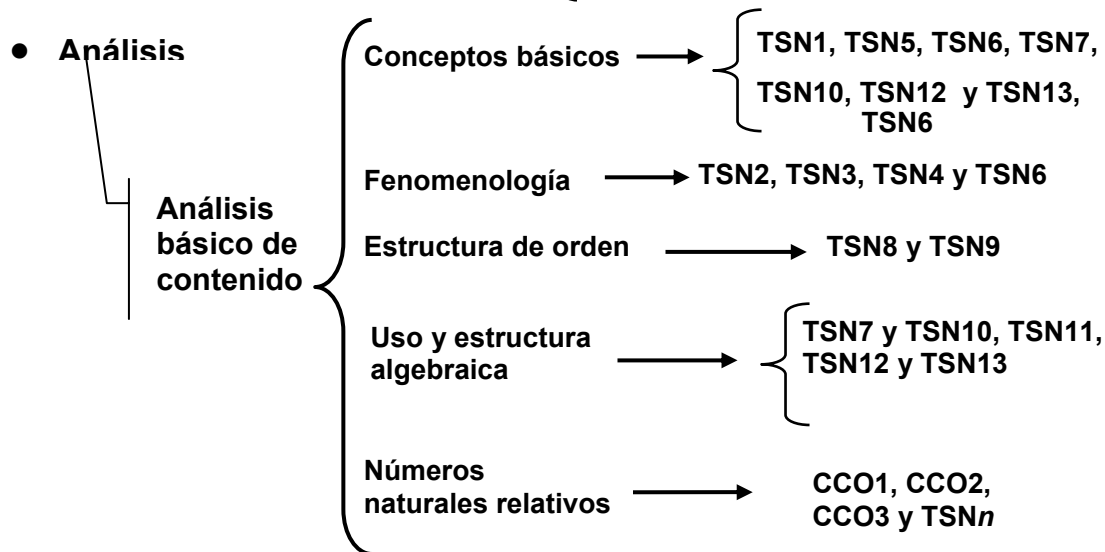 ● Análisis
Conceptos básicos
TSN1, TSN5, TSN6, TSN7,
TSN10, TSN12 y TSN13,
TSN6
Fenomenología
TSN2, TSN3, TSN4 y TSN6
Análisis
básico de
contenido
Estructura de orden
TSN8 y TSN9
Uso y estructura
algebraica
TSN7 y TSN10, TSN11,
TSN12 y TSN13
Números
naturales relativos
CCO1, CCO2,
CCO3 y TSNn